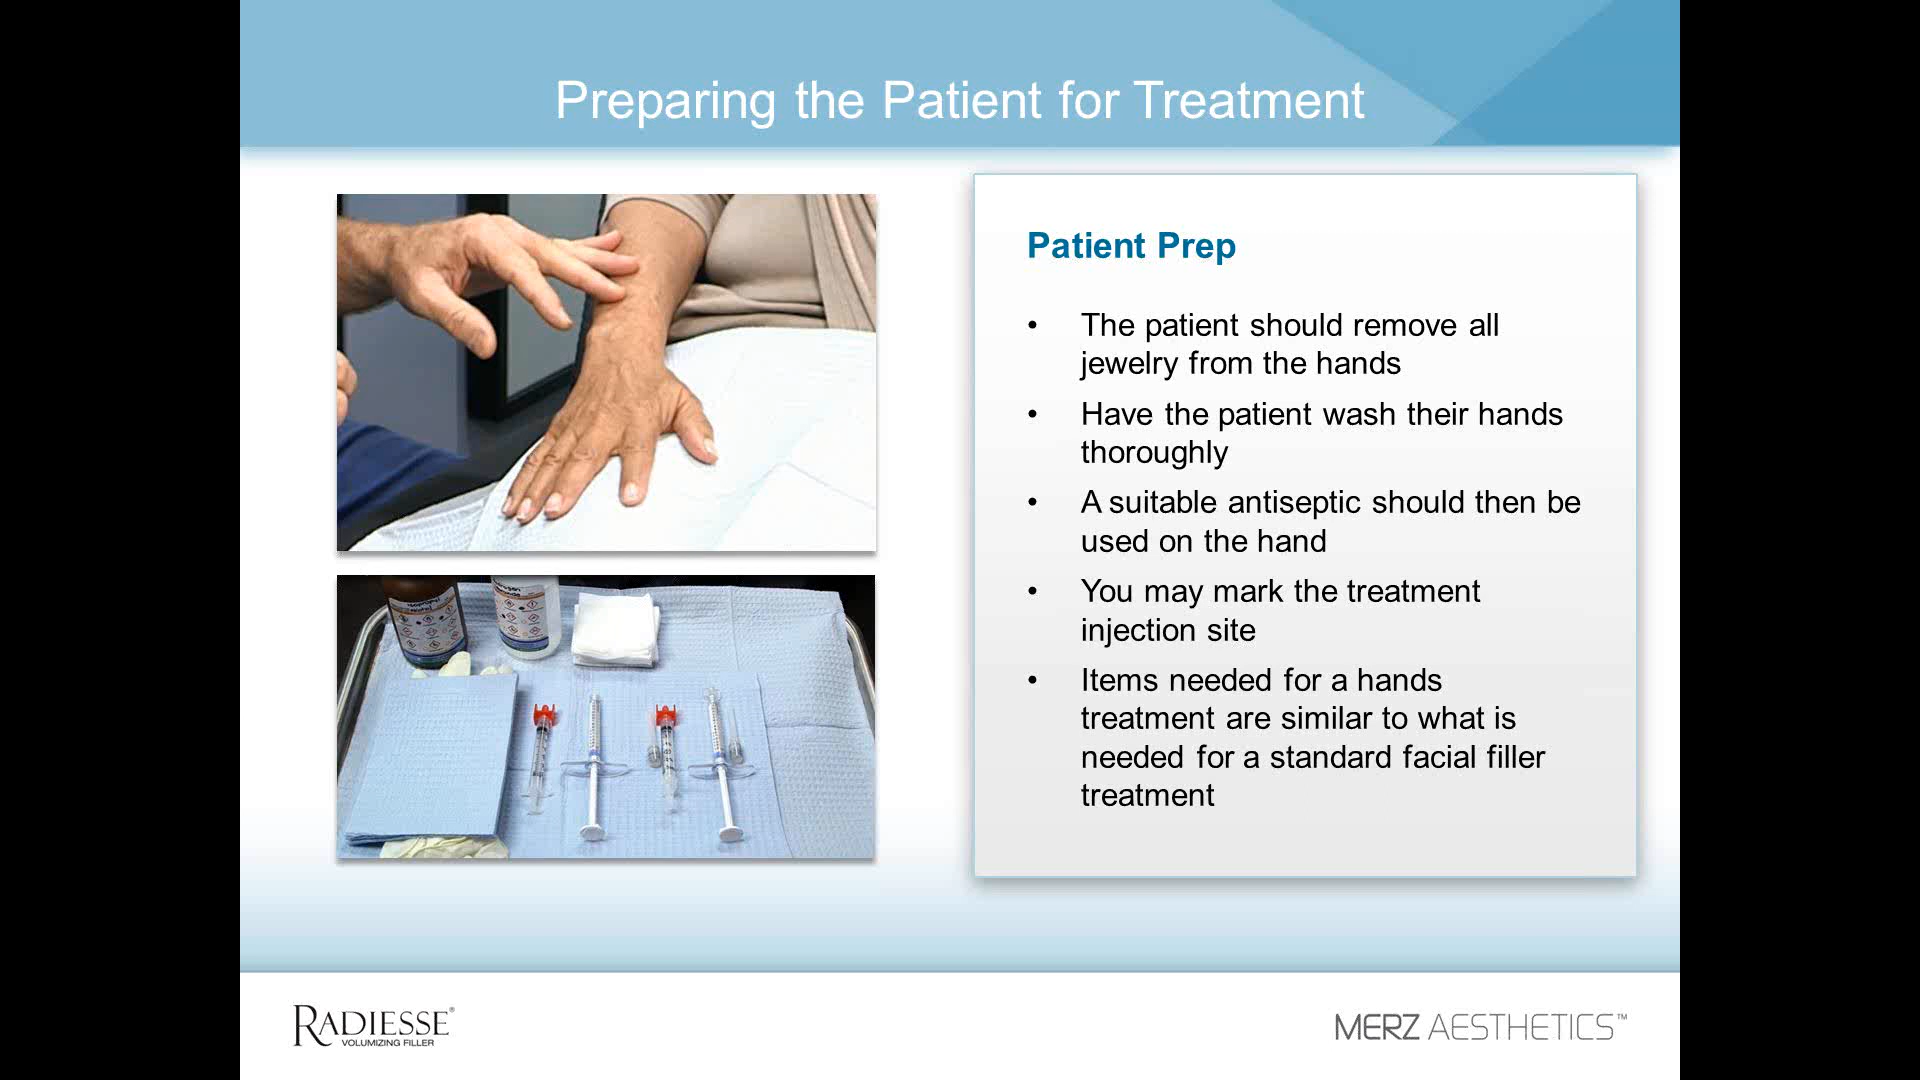 Preparing the Patient for Treatment
Patient Prep
• The patient should remove all
jewelry from the hands
• Have the patient wash their hands
thoroughly
• A suitable antiseptic should then be
used on the hand
• You may mark the treatment
injection site
• Items needed for a hands
treatment are similar to what is
needed for a standard facial filler
treatment
RADIESSE®
VOLUMIZING FILLER
MERZ AESTHETICS™